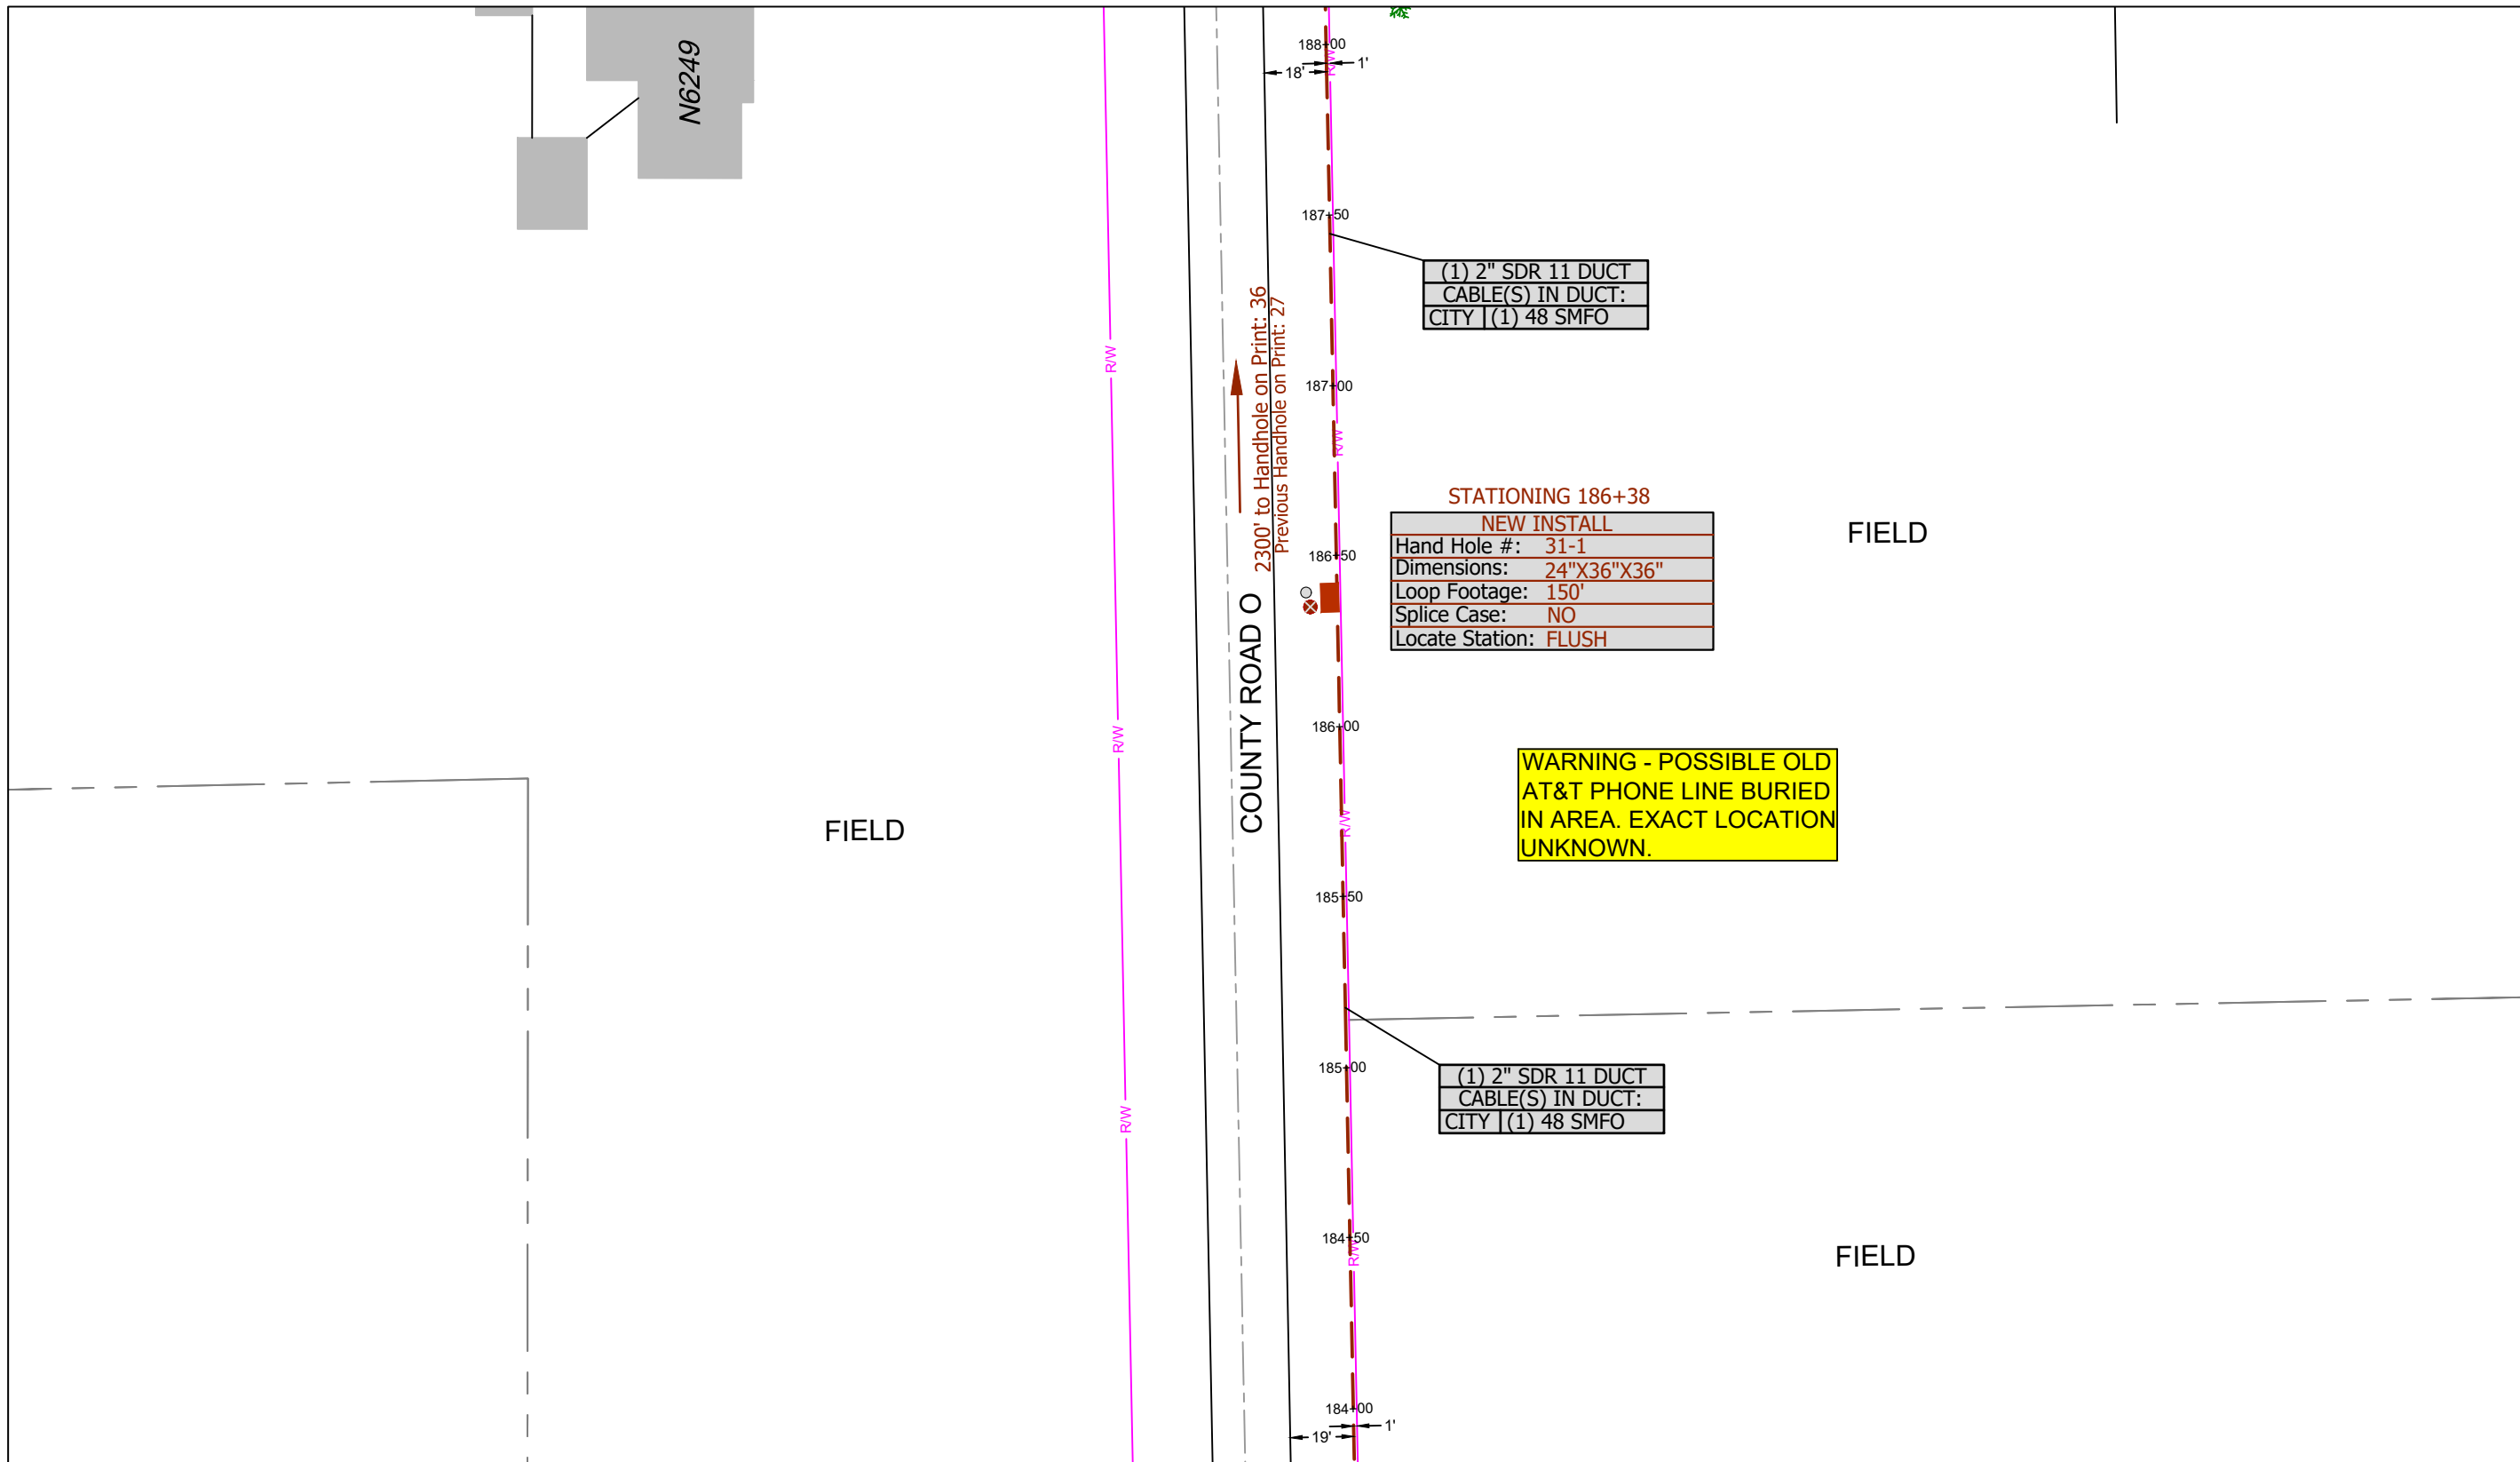 N6249
188+00
R/W
18'
1'
187+50
(1) 2" SDR 11 DUCT
CABLE(S) IN DUCT:
CITY (1) 48 SMFO
2300' to Handhole on Print: 36
Previous Handhole on Print: 27
R/W
187+00
R/W
STATIONING 186+38
NEW INSTALL
Hand Hole #: 31-1
Dimensions: 24"X36"X36"
Loop Footage: 150'
Splice Case: NO
Locate Station: FLUSH
FIELD
186+50
COUNTY ROAD O
R/W
186+00
WARNING - POSSIBLE OLD
AT&T PHONE LINE BURIED
IN AREA. EXACT LOCATION
UNKNOWN.
FIELD
R/W
185+50
185+00
(1) 2" SDR 11 DUCT
CABLE(S) IN DUCT:
CITY (1) 48 SMFO
R/W
184+50
R/W
FIELD
184+00
1'
19'